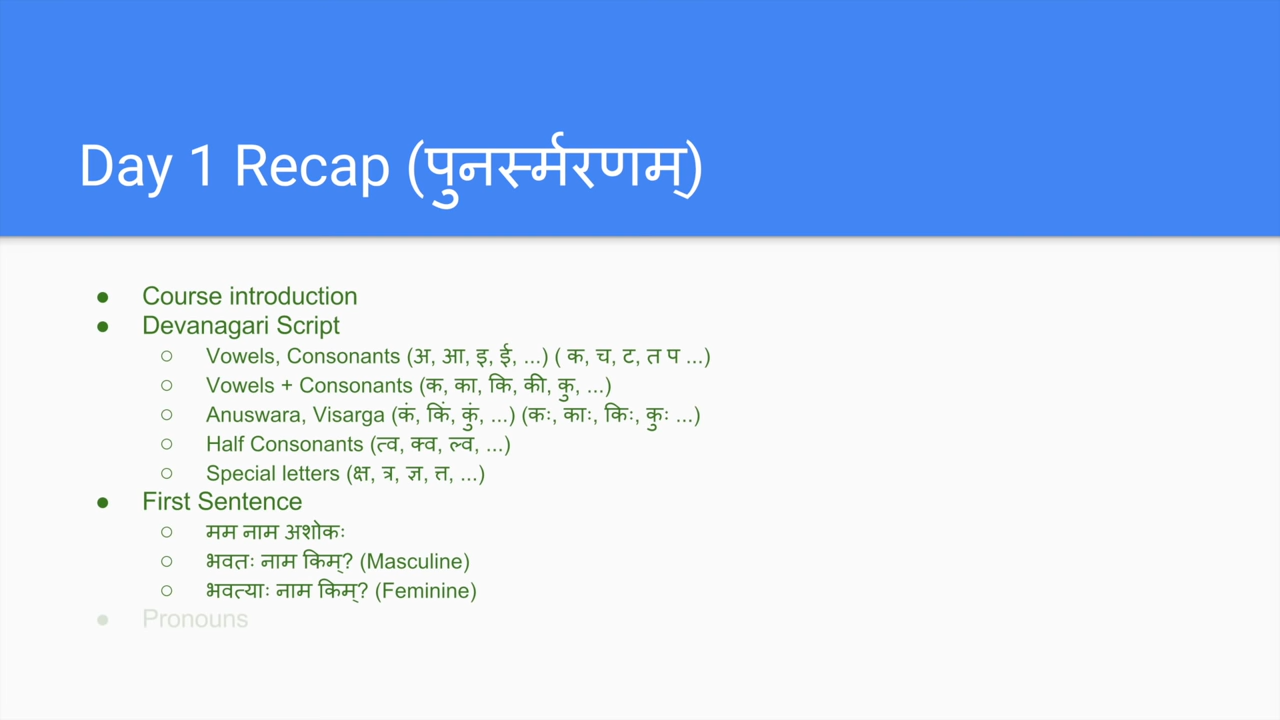 Day 1 Recap (पुनर्स्मरणम्)
● Course introduction
● Devanagari Script
○ Vowels, Consonants (अ, आ, इ, ई, ...) ( क, च, ट, त प ...)
○ Vowels + Consonants (क, का, कि, की, कु, ...)
○ Anuswara, Visarga (कं, किं, कुं, ...) (कः, काः, किः, कुः ...)
○ Half Consonants (त्व, क्व, ल्व, ...)
○ Special letters (क्ष, त्र, ज्ञ, त्त, ...)
● First Sentence
○ मम नाम अशोकः
○ भवतः नाम किम्? (Masculine)
○ भवत्याः नाम किम्? (Feminine)
● Pronouns